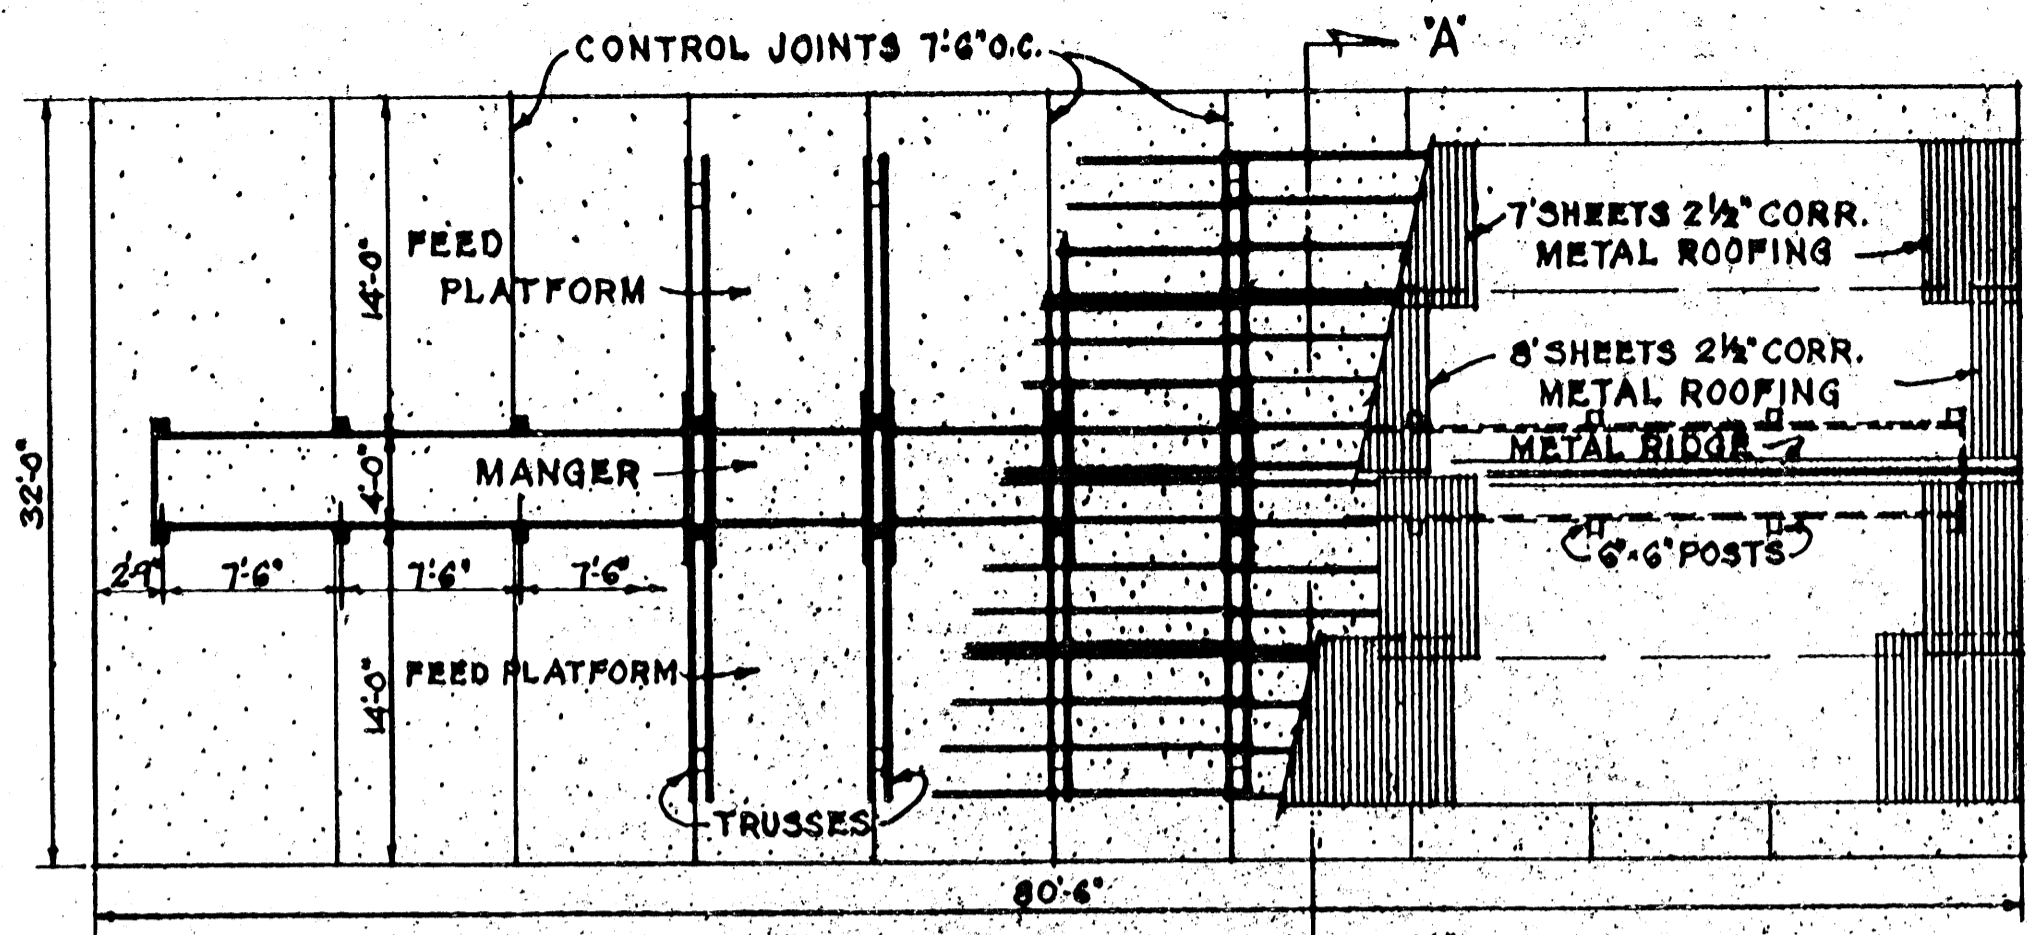 CONTROL JOINTS 7'-6" O.C.
"A"
FEED
PLATFORM
14'-0"
7' SHEETS 2½" CORR.
METAL ROOFING
8' SHEETS 2½" CORR.
METAL ROOFING
METAL RIDGE
32'-0"
MANGER
4'-0"
6"×6" POSTS
2'-9"
7'-6"
7'-6"
7'-6"
14'-0"
FEED PLATFORM
TRUSSES
80'-6"